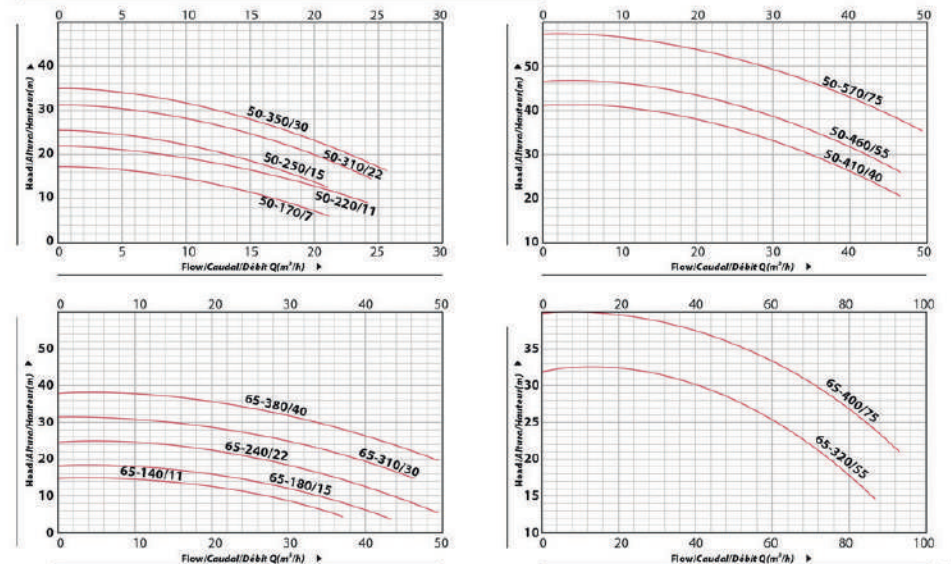 0 5 10 15 20 25 30
Head/Altura/Hauteur(m)
40
30
20
10
0
50-350/30
50-310/22
50-250/15
50-220/11
50-170/7
0 5 10 15 20 25 30
Flow/Caudal/Débit Q(m³/h)
0 10 20 30 40 50
Head/Altura/Hauteur(m)
50
40
30
20
10
50-570/75
50-460/55
50-410/40
0 10 20 30 40 50
Flow/Caudal/Débit Q(m³/h)
0 10 20 30 40 50
Head/Altura/Hauteur(m)
50
40
30
20
10
0
65-380/40
65-310/30
65-240/22
65-140/11
65-180/15
0 10 20 30 40 50
Flow/Caudal/Débit Q(m³/h)
0 20 40 60 80 100
Head/Altura/Hauteur(m)
35
30
25
20
15
10
65-400/75
65-320/55
0 20 40 60 80 100
Flow/Caudal/Débit Q(m³/h)